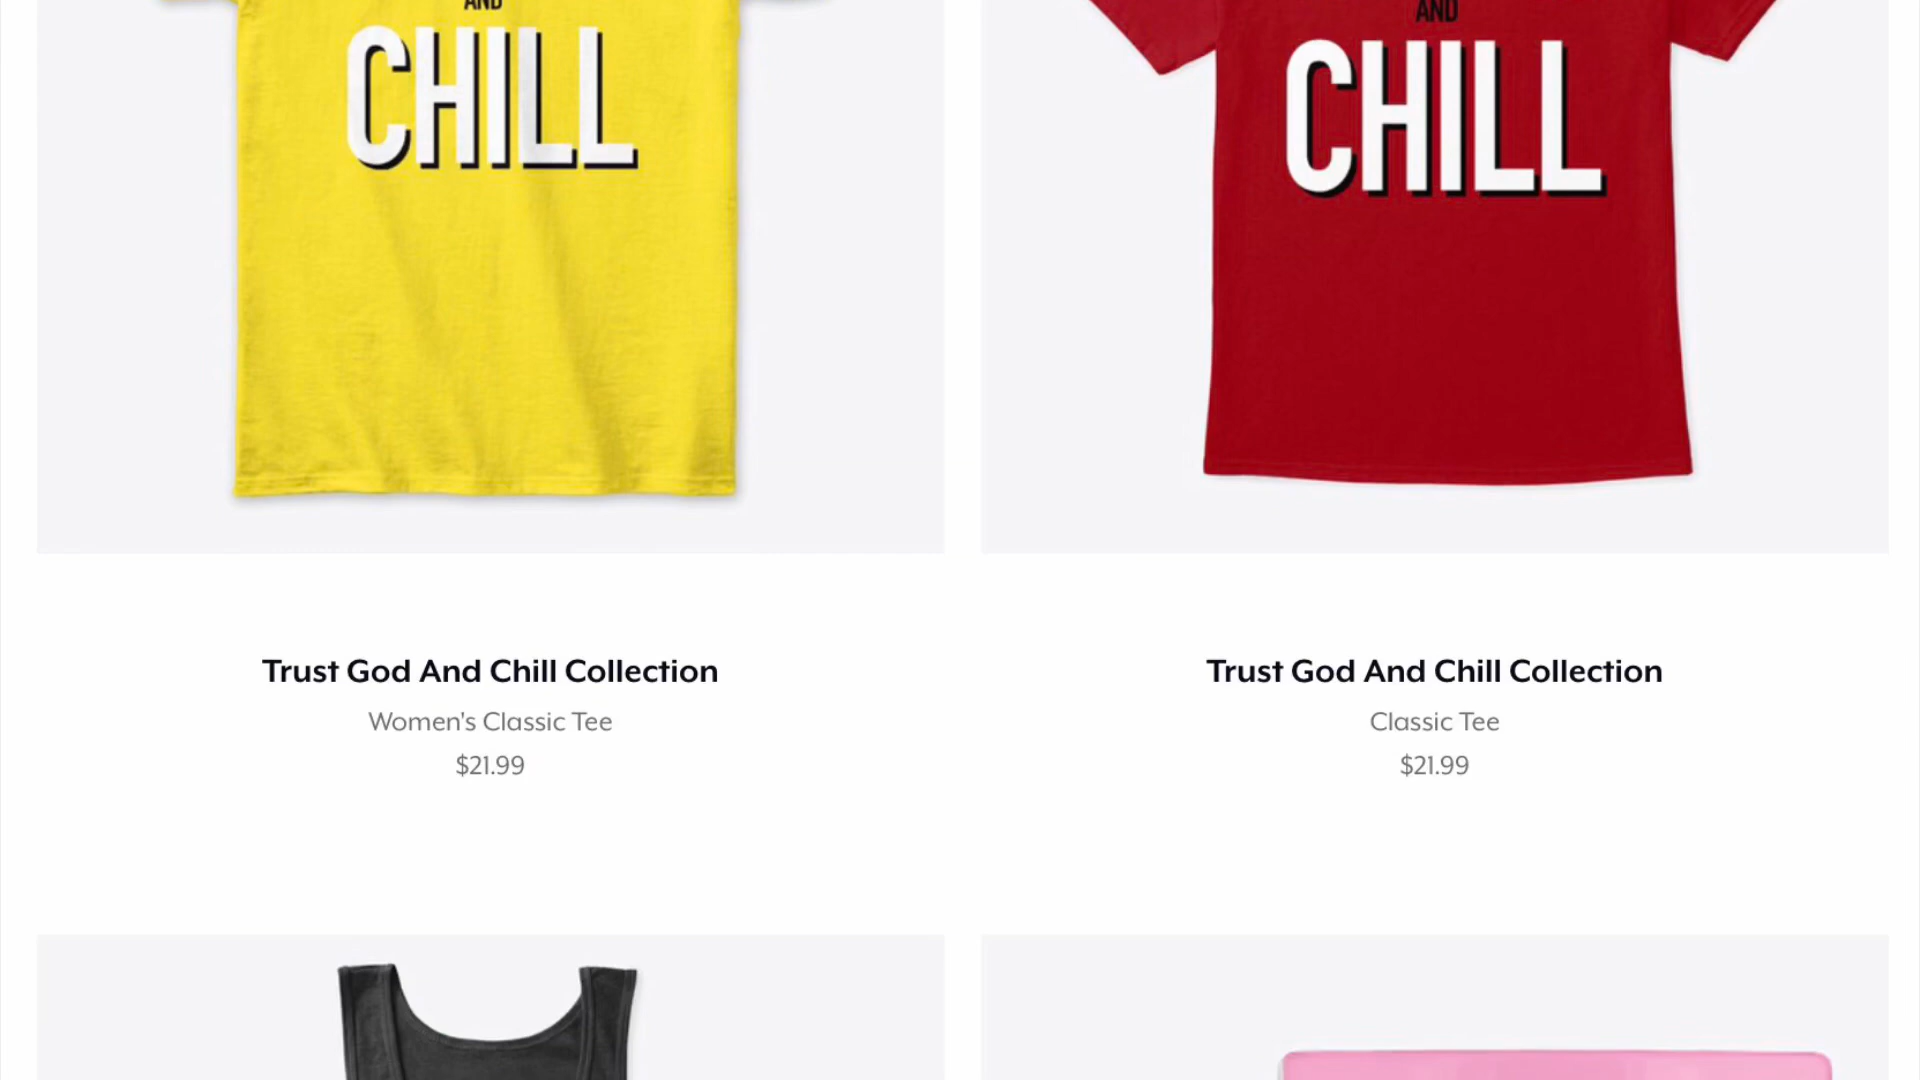 AND
CHILL
AND
CHILL
Trust God And Chill Collection
Women's Classic Tee
$21.99
Trust God And Chill Collection
Classic Tee
$21.99